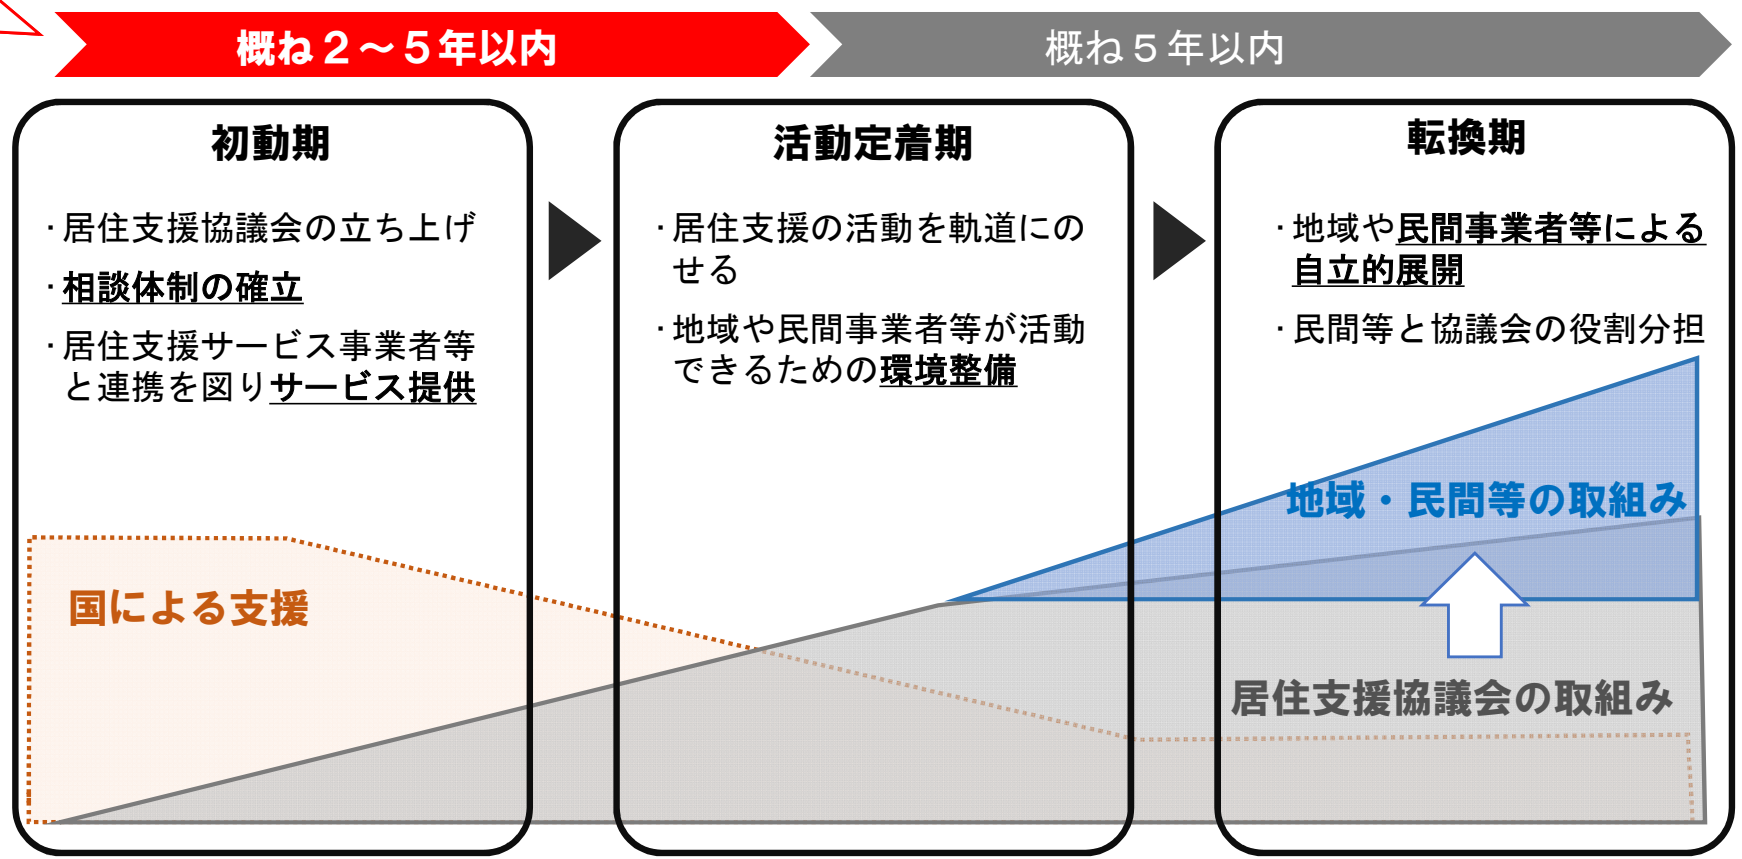 概ね２～５年以内
概ね５年以内
初動期
・居住支援協議会の立ち上げ
・相談体制の確立
・居住支援サービス事業者等
と連携を図りサービス提供
活動定着期
・居住支援の活動を軌道にの
せる
・地域や民間事業者等が活動
できるための環境整備
転換期
・地域や民間事業者等による
自立的展開
・民間等と協議会の役割分担
地域・民間等の取組み
国による支援
居住支援協議会の取組み